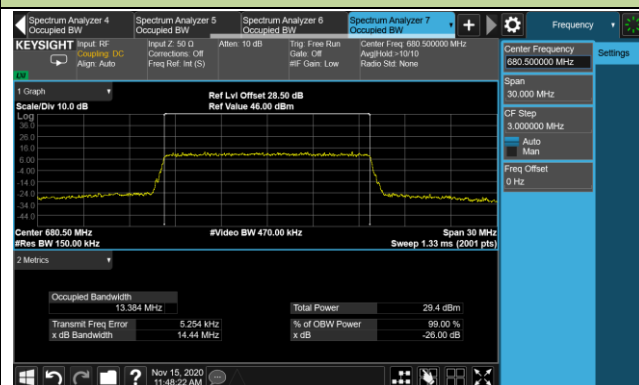 Spectrum Analyzer 4
Occupied BW
Spectrum Analyzer 5
Occupied BW
Spectrum Analyzer 6
Occupied BW
Spectrum Analyzer 7
Occupied BW
Frequency
KEYSIGHT
Input: RF
Coupling: DC
Align: Auto
Input Z: 50 Ω
Corrections: Off
Freq Ref: Int (S)
Atten: 10 dB
Trig: Free Run
Gate: Off
#IF Gain: Low
Center Freq: 680.500000 MHz
Avg|Hold:>10/10
Radio Std: None
Center Frequency
680.500000 MHz
Settings
Span
30.000 MHz
CF Step
3.000000 MHz
Auto
Man
Freq Offset
0 Hz
1 Graph
Scale/Div 10.0 dB
Ref Lvl Offset 28.50 dB
Ref Value 46.00 dBm
Log
36.0
26.0
16.0
6.00
-4.00
-14.0
-24.0
-34.0
-44.0
Center 680.50 MHz
#Res BW 150.00 kHz
#Video BW 470.00 kHz
Span 30 MHz
Sweep 1.33 ms (2001 pts)
2 Metrics
Occupied Bandwidth
13.384 MHz
Total Power 29.4 dBm
Transmit Freq Error 5.254 kHz
% of OBW Power 99.00 %
x dB Bandwidth 14.44 MHz
x dB -26.00 dB
Nov 15, 2020
11:48:22 AM